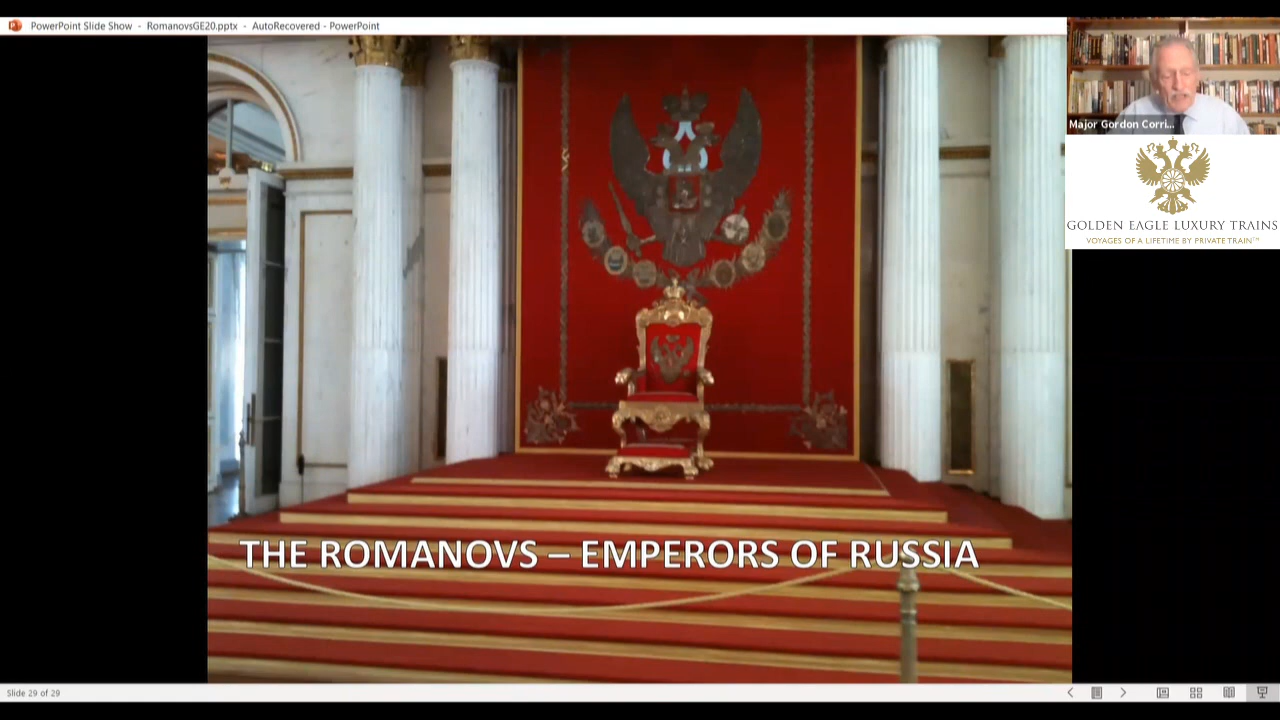 PowerPoint Slide Show - RomanovsGE20.pptx - AutoRecovered - PowerPoint
Major Gordon Corri...
GOLDEN EAGLE LUXURY TRAINS
VOYAGES OF A LIFETIME BY PRIVATE TRAIN™
THE ROMANOVS – EMPERORS OF RUSSIA
Slide 29 of 29